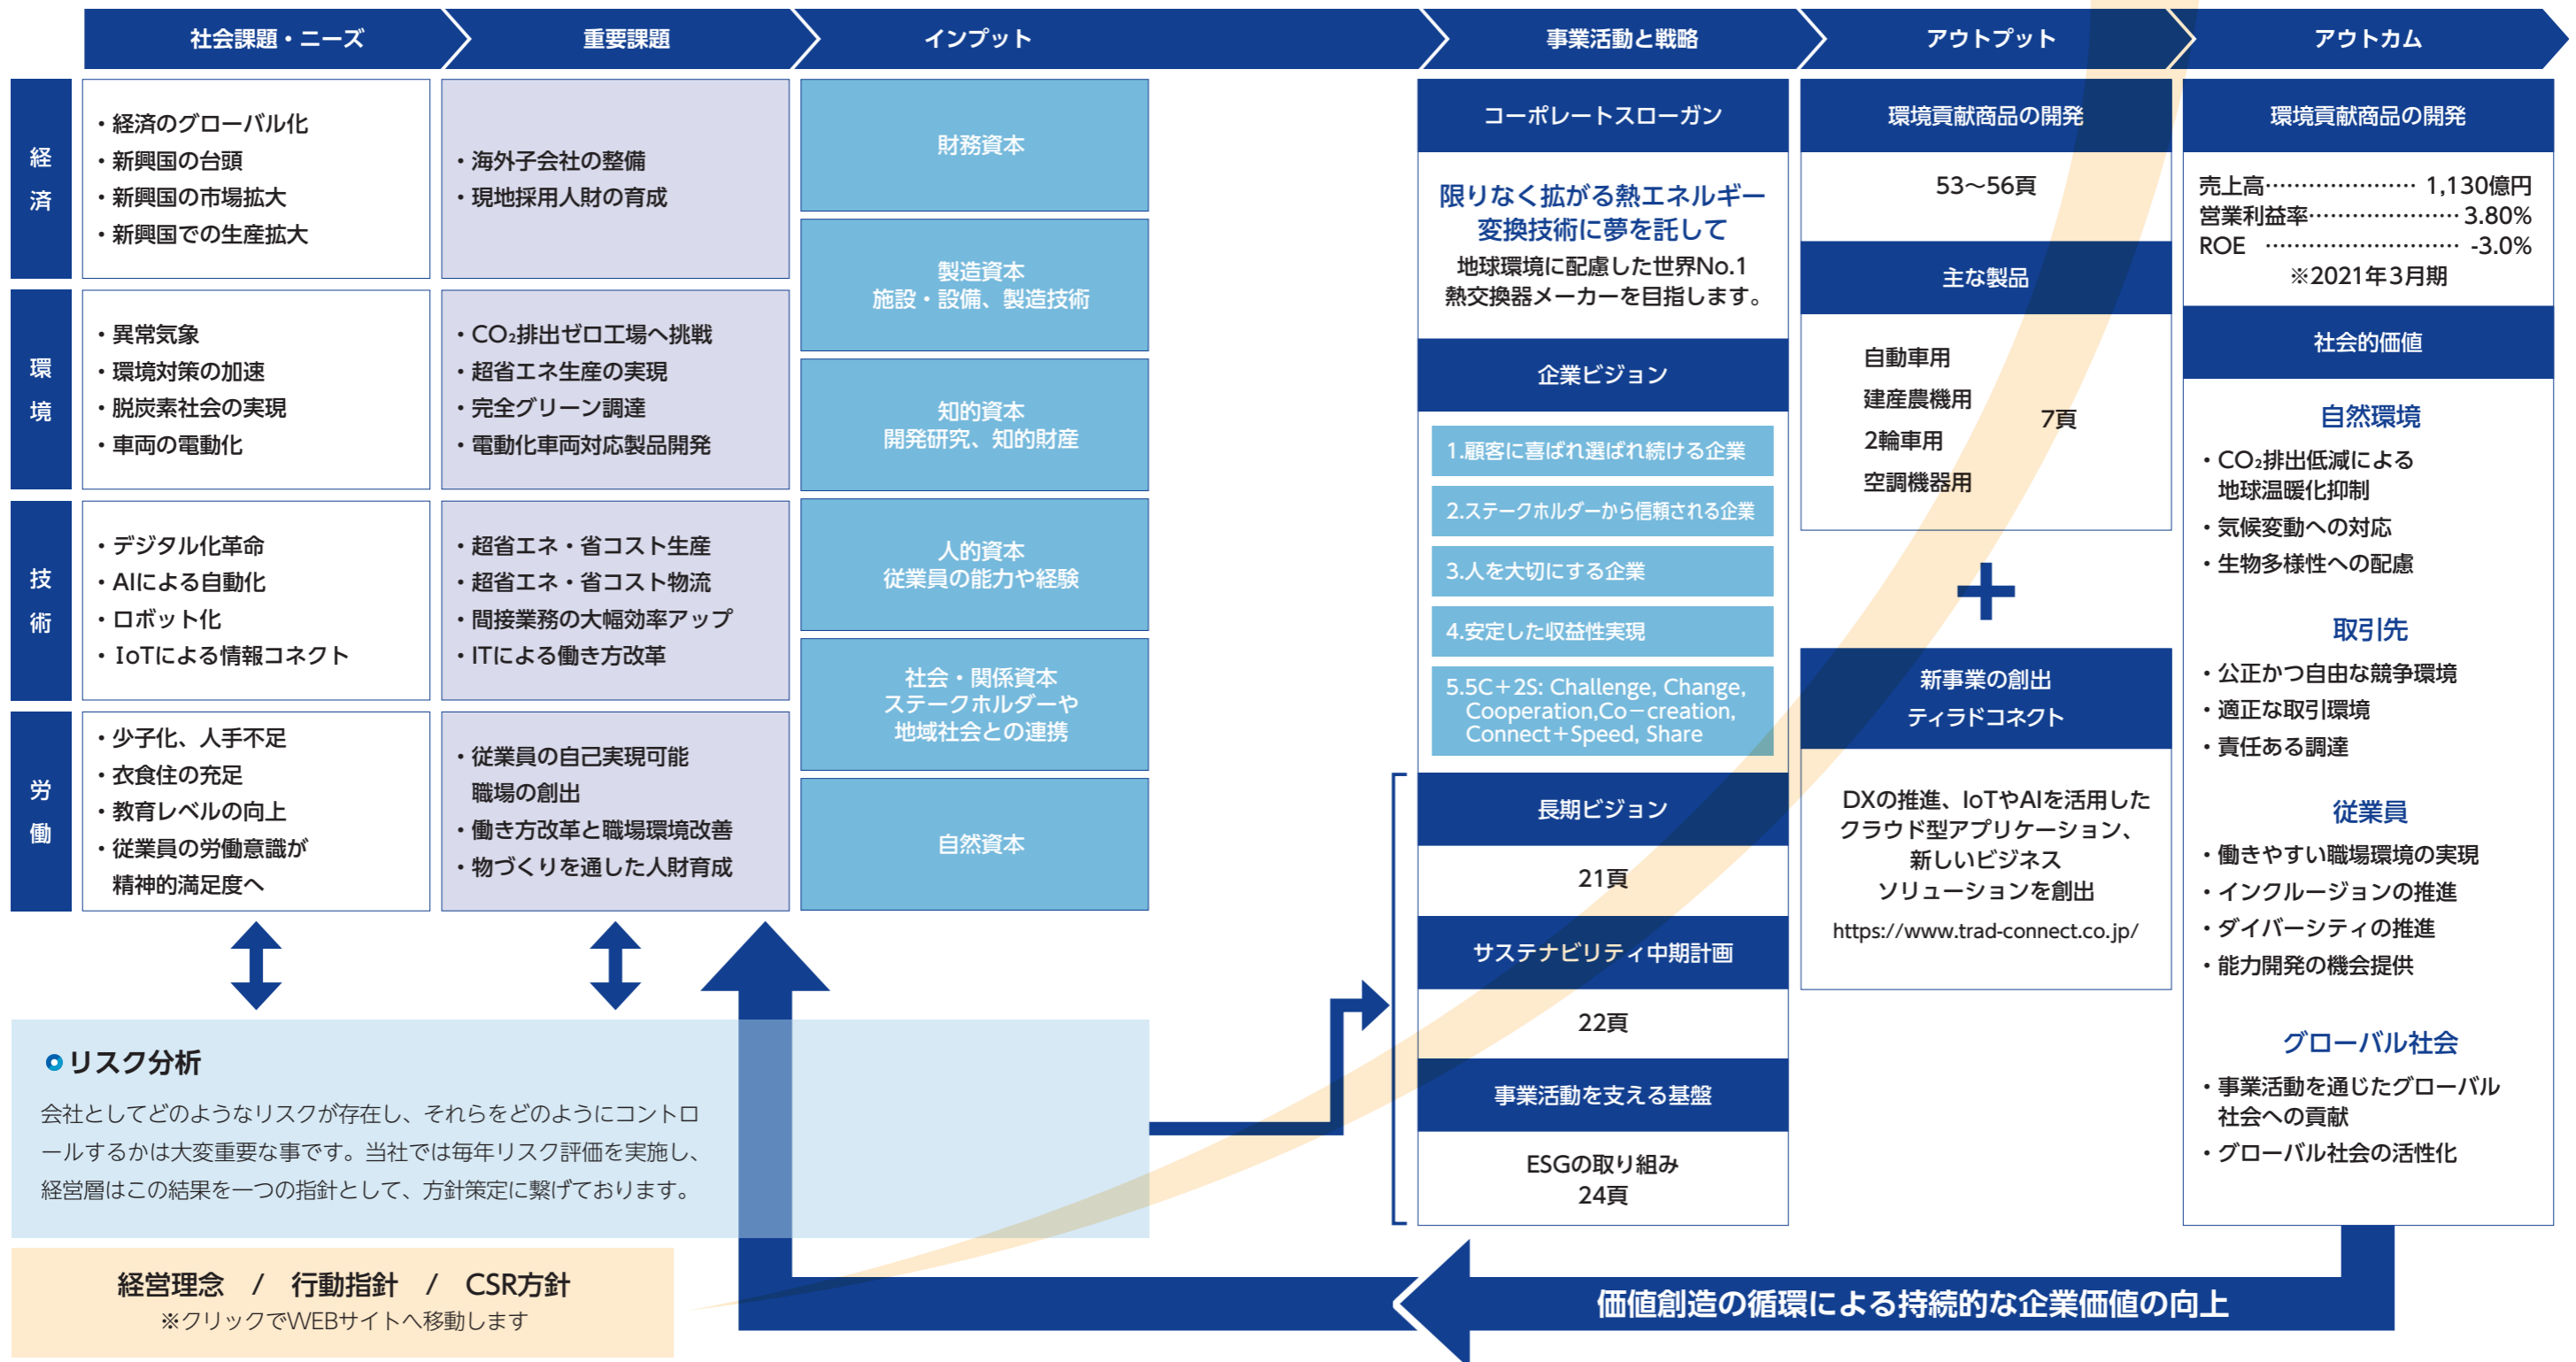 社会課題・ニーズ
重要課題
インプット
事業活動と戦略
アウトプット
アウトカム
経済
・経済のグローバル化
・新興国の台頭
・新興国の市場拡大
・新興国での生産拡大
・海外子会社の整備
・現地採用人財の育成
環境
・異常気象
・環境対策の加速
・脱炭素社会の実現
・車両の電動化
・CO₂排出ゼロ工場へ挑戦
・超省エネ生産の実現
・完全グリーン調達
・電動化車両対応製品開発
技術
・デジタル化革命
・AIによる自動化
・ロボット化
・IoTによる情報コネクト
・超省エネ・省コスト生産
・超省エネ・省コスト物流
・間接業務の大幅効率アップ
・ITによる働き方改革
労働
・少子化、人手不足
・衣食住の充足
・教育レベルの向上
・従業員の労働意識が
精神的満足度へ
・従業員の自己実現可能
職場の創出
・働き方改革と職場環境改善
・物づくりを通した人財育成
財務資本
製造資本
施設・設備、製造技術
知的資本
開発研究、知的財産
人的資本
従業員の能力や経験
社会・関係資本
ステークホルダーや
地域社会との連携
自然資本
リスク分析
会社としてどのようなリスクが存在し、それらをどのようにコントロ
ールするかは大変重要な事です。当社では毎年リスク評価を実施し、
経営層はこの結果を一つの指針として、方針策定に繋げております。
経営理念 / 行動指針 / CSR方針
※クリックでWEBサイトへ移動します
コーポレートスローガン
限りなく拡がる熱エネルギー
変換技術に夢を託して
地球環境に配慮した世界No.1
熱交換器メーカーを目指します。
企業ビジョン
1.顧客に喜ばれ選ばれ続ける企業
2.ステークホルダーから信頼される企業
3.人を大切にする企業
4.安定した収益性実現
5.5C＋2S: Challenge, Change,
Cooperation,Co－creation,
Connect＋Speed, Share
長期ビジョン
21頁
サステナビリティ中期計画
22頁
事業活動を支える基盤
ESGの取り組み
24頁
環境貢献商品の開発
53〜56頁
主な製品
自動車用
建産農機用
2輪車用
空調機器用
7頁
＋
新事業の創出
ティラドコネクト
DXの推進、IoTやAIを活用した
クラウド型アプリケーション、
新しいビジネス
ソリューションを創出
https://www.trad-connect.co.jp/
環境貢献商品の開発
売上高………………… 1,130億円
営業利益率………………… 3.80%
ROE ……………………… -3.0%
※2021年3月期
社会的価値
自然環境
・CO₂排出低減による
地球温暖化抑制
・気候変動への対応
・生物多様性への配慮
取引先
・公正かつ自由な競争環境
・適正な取引環境
・責任ある調達
従業員
・働きやすい職場環境の実現
・インクルージョンの推進
・ダイバーシティの推進
・能力開発の機会提供
グローバル社会
・事業活動を通じたグローバル
社会への貢献
・グローバル社会の活性化
価値創造の循環による持続的な企業価値の向上